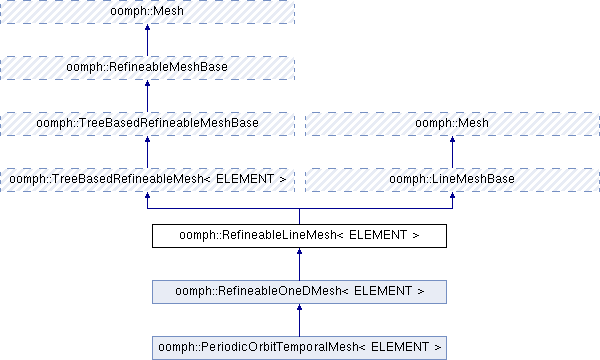 oomph::Mesh
oomph::RefineableMeshBase
oomph::TreeBasedRefineableMeshBase
oomph::Mesh
oomph::TreeBasedRefineableMesh< ELEMENT >
oomph::LineMeshBase
oomph::RefineableLineMesh< ELEMENT >
oomph::RefineableOneDMesh< ELEMENT >
oomph::PeriodicOrbitTemporalMesh< ELEMENT >